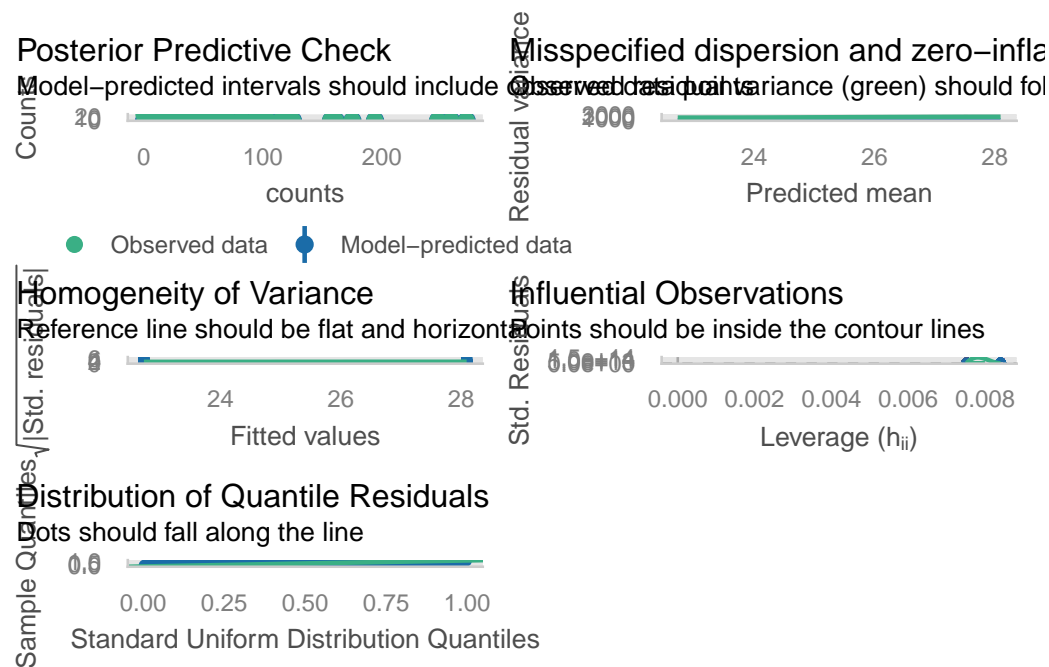 Posterior Predictive Check
Model−predicted intervals should include observed data points
Counts
0 100 200
counts
Observed data Model−predicted data
Misspecified dispersion and zero−infla
Observed residual variance (green) should fol
Residual variance
24 26 28
Predicted mean
Homogeneity of Variance
Reference line should be flat and horizontal
√|Std. residuals|
24 26 28
Fitted values
Influential Observations
Points should be inside the contour lines
Std. Residuals
0.000 0.002 0.004 0.006 0.008
Leverage (hii)
Distribution of Quantile Residuals
Dots should fall along the line
Sample Quantiles
0.00 0.25 0.50 0.75 1.00
Standard Uniform Distribution Quantiles